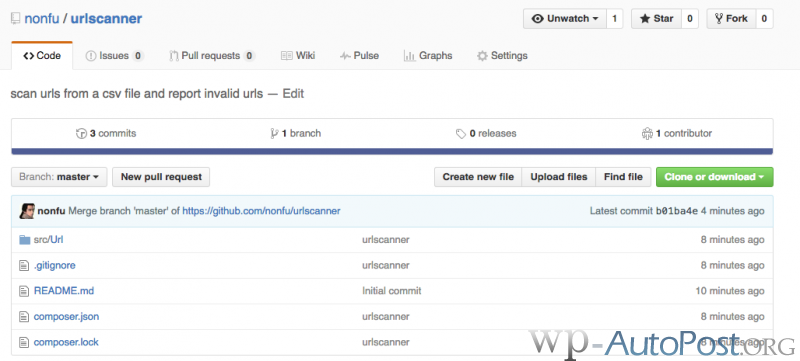 nonfu / urlscanner
Unwatch 1 Star 0 Fork 0
Code Issues 0 Pull requests 0 Wiki Pulse Graphs Settings
scan urls from a csv file and report invalid urls — Edit
3 commits 1 branch 0 releases 1 contributor
Branch: master New pull request Create new file Upload files Find file Clone or download
nonfu Merge branch 'master' of https://github.com/nonfu/urlscanner Latest commit b01ba4e 4 minutes ago
src/Url urlscanner 8 minutes ago
.gitignore urlscanner 8 minutes ago
README.md Initial commit 10 minutes ago
composer.json urlscanner 8 minutes ago
composer.lock urlscanner 8 minutes ago
wp-AutoPost.ORG